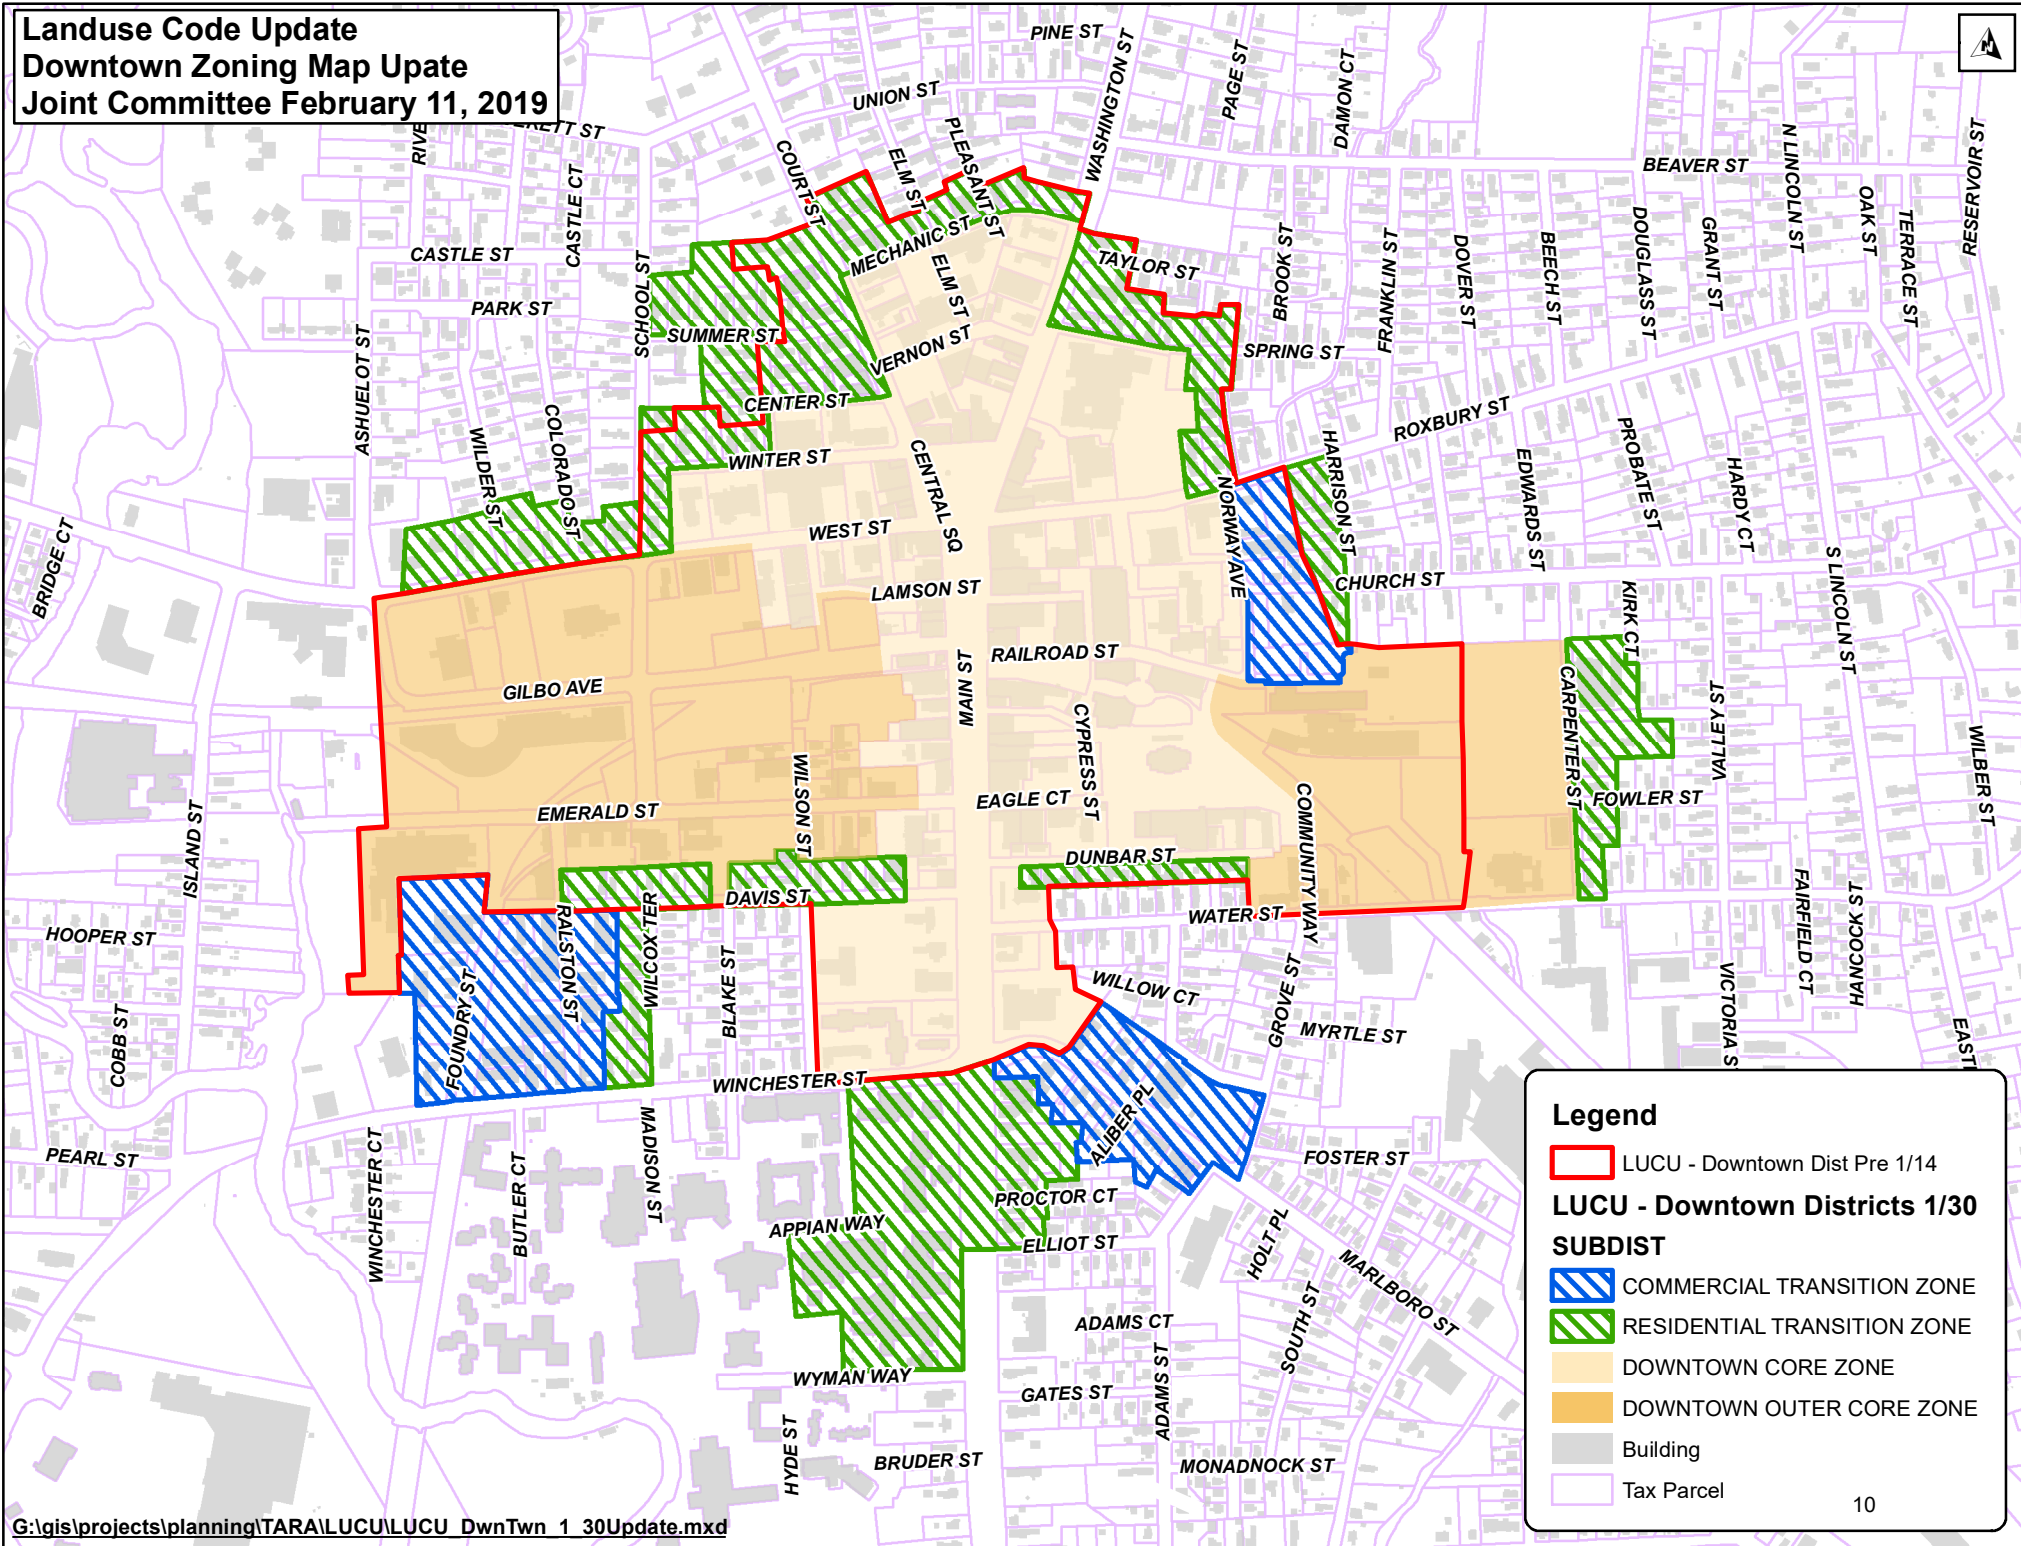 Landuse Code Update
Downtown Zoning Map Upate
Joint Committee February 11, 2019
N
PINE ST
WASHINGTON ST
PAGE ST
DAMON CT
UNION ST
PLEASANT ST
ELM ST
COURT ST
CASTLE CT
CASTLE ST
PARK ST
SCHOOL ST
SUMMER ST
MECHANIC ST
ELM ST
VERNON ST
TAYLOR ST
BROOK ST
SPRING ST
FRANKLIN ST
DOVER ST
BEECH ST
DOUGLASS ST
GRANT ST
BEAVER ST
N LINCOLN ST
OAK ST
TERRACE ST
RESERVOIR ST
ASHUELOT ST
WILDER ST
COLORADO ST
CENTER ST
WINTER ST
WEST ST
CENTRAL SQ
LAMSON ST
NORWAY AVE
HARRISON ST
ROXBURY ST
EDWARDS ST
PROBATE ST
HARDY CT
CHURCH ST
KIRK CT
S LINCOLN ST
BRIDGE CT
GILBO AVE
MAIN ST
RAILROAD ST
CYPRESS ST
CARPENTER ST
VALLEY ST
FOWLER ST
WILBER ST
ISLAND ST
EMERALD ST
WILSON ST
EAGLE CT
COMMUNITY WAY
DUNBAR ST
DAVIS ST
WATER ST
FAIRFIELD CT
HANCOCK ST
HOOPER ST
COBB ST
FOUNDRY ST
RALSTON ST
WILCOX TER
BLAKE ST
WILLOW CT
GROVE ST
MYRTLE ST
VICTORIA S
EAST
WINCHESTER ST
PEARL ST
WINCHESTER CT
BUTLER CT
MADISON ST
APPIAN WAY
ALIBER PL
PROCTOR CT
ELLIOT ST
FOSTER ST
HOLT PL
MARLBORO ST
SOUTH ST
ADAMS CT
ADAMS ST
WYMAN WAY
GATES ST
HYDE ST
BRUDER ST
MONADNOCK ST
Legend
LUCU - Downtown Dist Pre 1/14
LUCU - Downtown Districts 1/30
SUBDIST
COMMERCIAL TRANSITION ZONE
RESIDENTIAL TRANSITION ZONE
DOWNTOWN CORE ZONE
DOWNTOWN OUTER CORE ZONE
Building
Tax Parcel
10
G:\gis\projects\planning\TARA\LUCU\LUCU_DwnTwn_1_30Update.mxd